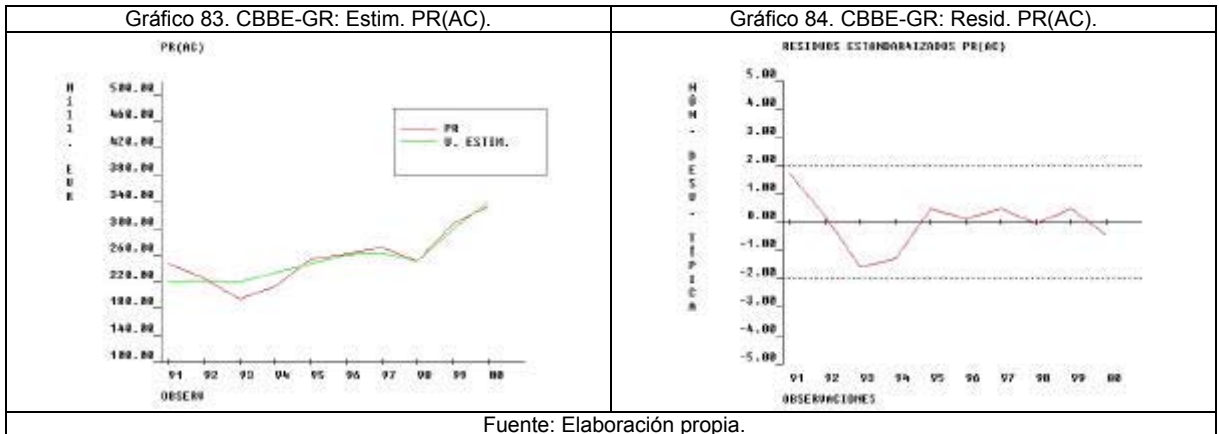 Gráfico 83. CBBE-GR: Estim. PR(AC).
PR(AC)
Mill. EUR
500.00
460.00
420.00
380.00
340.00
300.00
260.00
220.00
180.00
140.00
100.00
PR
V. ESTIM.
91 92 93 94 95 96 97 98 99 00
OBSERV
Gráfico 84. CBBE-GR: Resid. PR(AC).
RESIDUOS ESTANDARIZADOS PR(AC)
5.00
4.00
3.00
2.00
1.00
0.00
-1.00
-2.00
-3.00
-4.00
-5.00
91 92 93 94 95 96 97 98 99 00
OBSERVACIONES
Fuente: Elaboración propia.